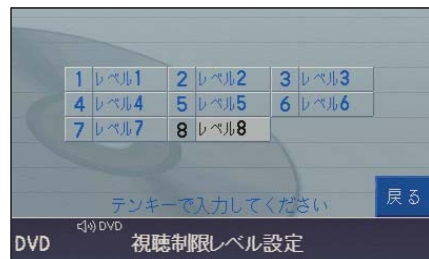 1 レベル1 2 レベル2 3 レベル3
4 レベル4 5 レベル5 6 レベル6
7 レベル7 8 レベル8
テンキーで入力してください
戻る
DVD
DVD 視聴制限レベル設定